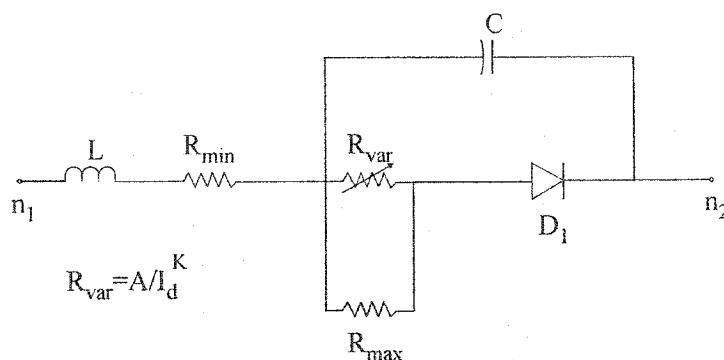 C
L
R_min
R_var
n_1
D_1
n_2
R_var=A/I_d^K
R_max